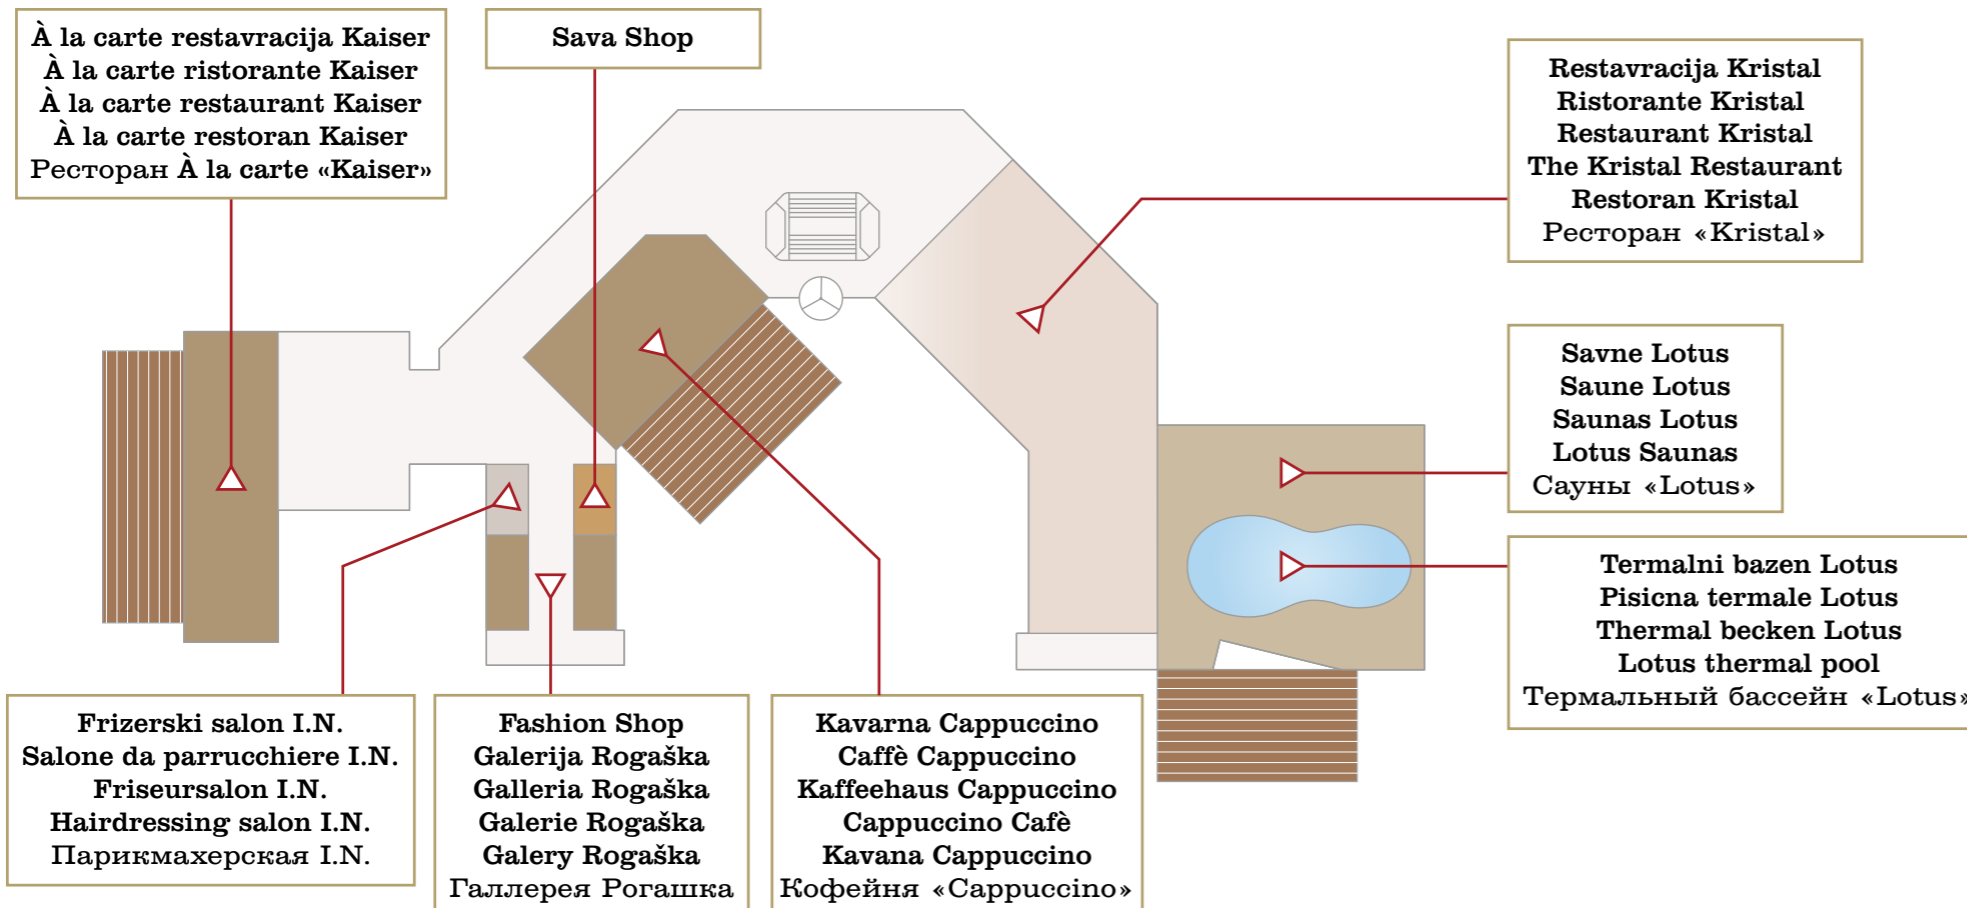 À la carte restavracija Kaiser
À la carte ristorante Kaiser
À la carte restaurant Kaiser
À la carte restoran Kaiser
Ресторан À la carte «Kaiser»
Sava Shop
Restavracija Kristal
Ristorante Kristal
Restaurant Kristal
The Kristal Restaurant
Restoran Kristal
Ресторан «Kristal»
Savne Lotus
Saune Lotus
Saunas Lotus
Lotus Saunas
Сауны «Lotus»
Termalni bazen Lotus
Pisicna termale Lotus
Thermal becken Lotus
Lotus thermal pool
Термальный бассейн «Lotus»
Frizerski salon I.N.
Salone da parrucchiere I.N.
Friseursalon I.N.
Hairdressing salon I.N.
Парикмахерская I.N.
Fashion Shop
Galerija Rogaška
Galleria Rogaška
Galerie Rogaška
Galery Rogaška
Галлерея Рогашка
Kavarna Cappuccino
Caffè Cappuccino
Kaffeehaus Cappuccino
Cappuccino Cafè
Kavana Cappuccino
Кофейня «Cappuccino»